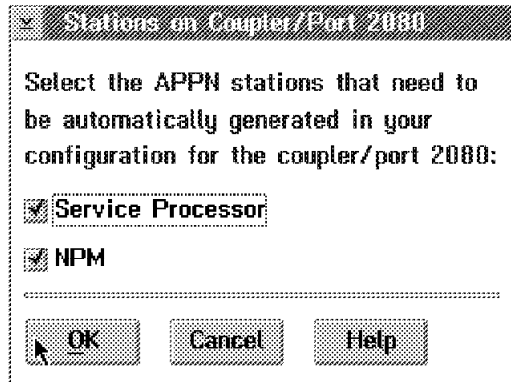 Stations on Coupler/Port 2080
Select the APPN stations that need to
be automatically generated in your
configuration for the coupler/port 2080:
Service Processor
NPM
OK Cancel Help